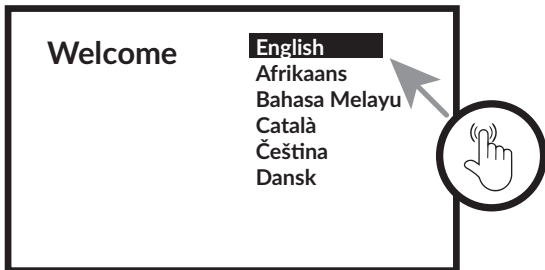 Welcome
English
Afrikaans
Bahasa Melayu
Català
Čeština
Dansk